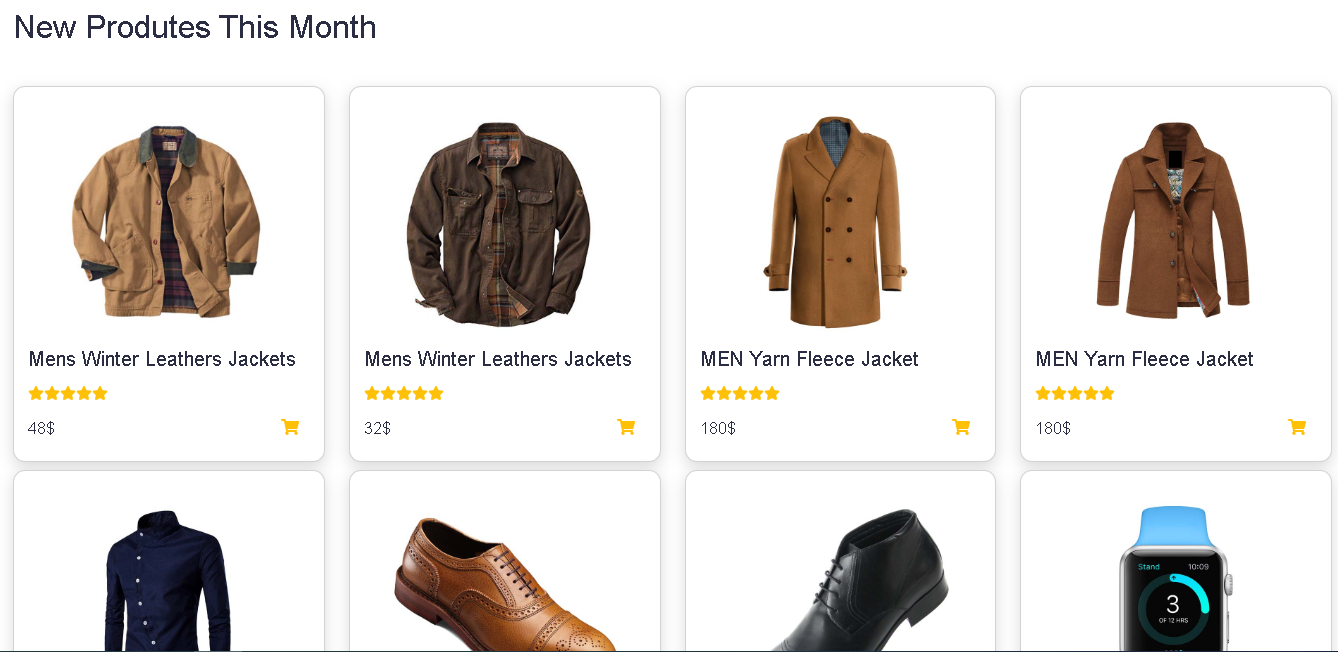 New Produtes This Month
Mens Winter Leathers Jackets
Mens Winter Leathers Jackets
MEN Yarn Fleece Jacket
MEN Yarn Fleece Jacket
48$
32$
180$
180$
Stand 10:09
3
OF 12 HRS